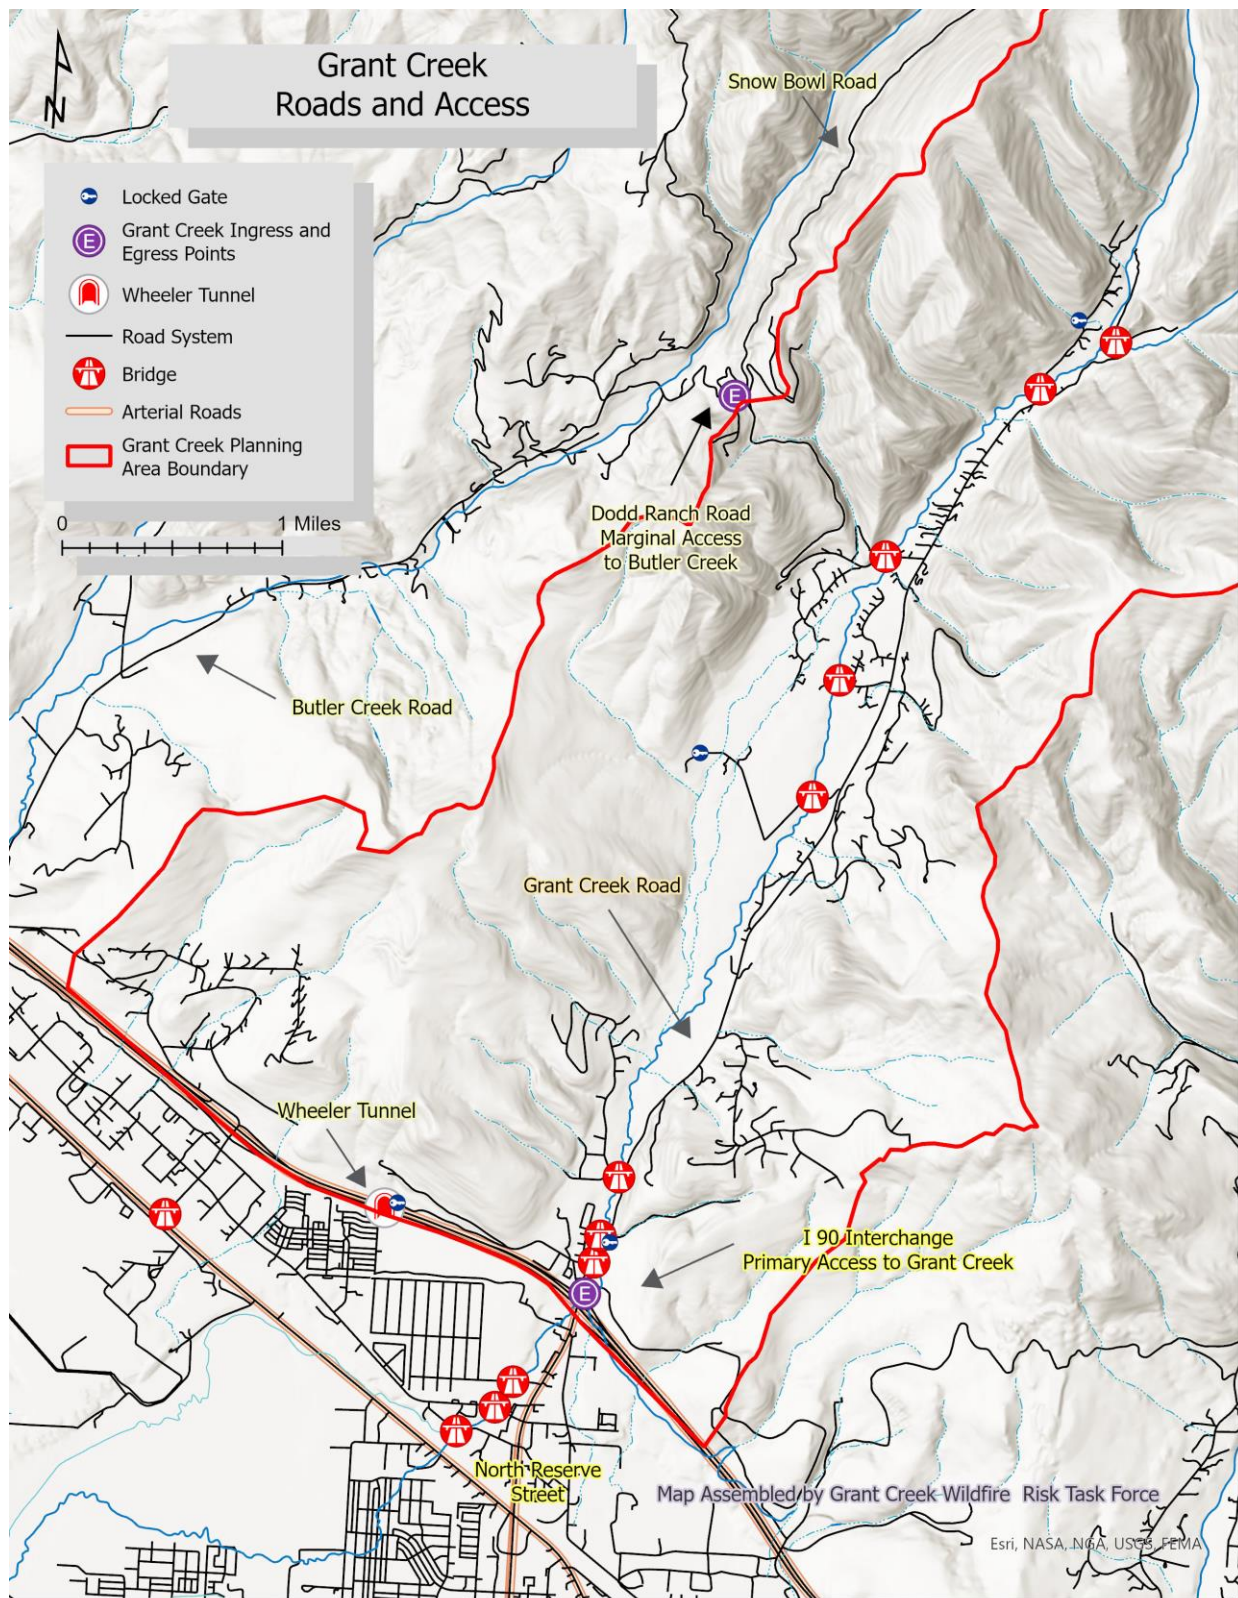 Grant Creek
Roads and Access
N
Snow Bowl Road
Locked Gate
Grant Creek Ingress and
Egress Points
E
Wheeler Tunnel
Road System
Bridge
Arterial Roads
Grant Creek Planning
Area Boundary
0 1 Miles
E
Dodd Ranch Road
Marginal Access
to Butler Creek
Butler Creek Road
Grant Creek Road
Wheeler Tunnel
I 90 Interchange
Primary Access to Grant Creek
E
North Reserve
Street
Map Assembled by Grant Creek Wildfire Risk Task Force
Esri, NASA, NGA, USGS, FEMA